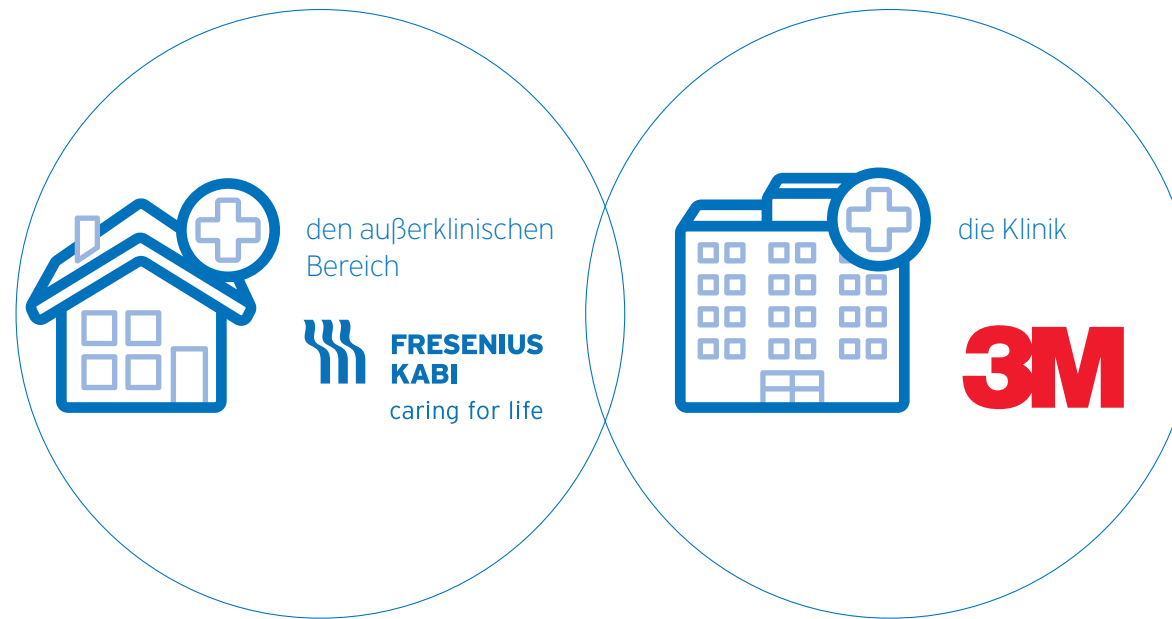 den außerklinischen
Bereich
FRESENIUS
KABI
caring for life
die Klinik
3M